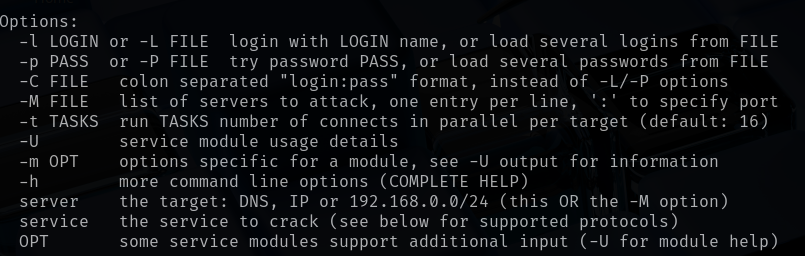 Options:
  -l LOGIN or -L FILE  login with LOGIN name, or load several logins from FILE
  -p PASS  or -P FILE  try password PASS, or load several passwords from FILE
  -C FILE   colon separated "login:pass" format, instead of -L/-P options
  -M FILE   list of servers to attack, one entry per line, ':' to specify port
  -t TASKS  run TASKS number of connects in parallel per target (default: 16)
  -U        service module usage details
  -m OPT    options specific for a module, see -U output for information
  -h        more command line options (COMPLETE HELP)
  server    the target: DNS, IP or 192.168.0.0/24 (this OR the -M option)
  service   the service to crack (see below for supported protocols)
  OPT       some service modules support additional input (-U for module help)